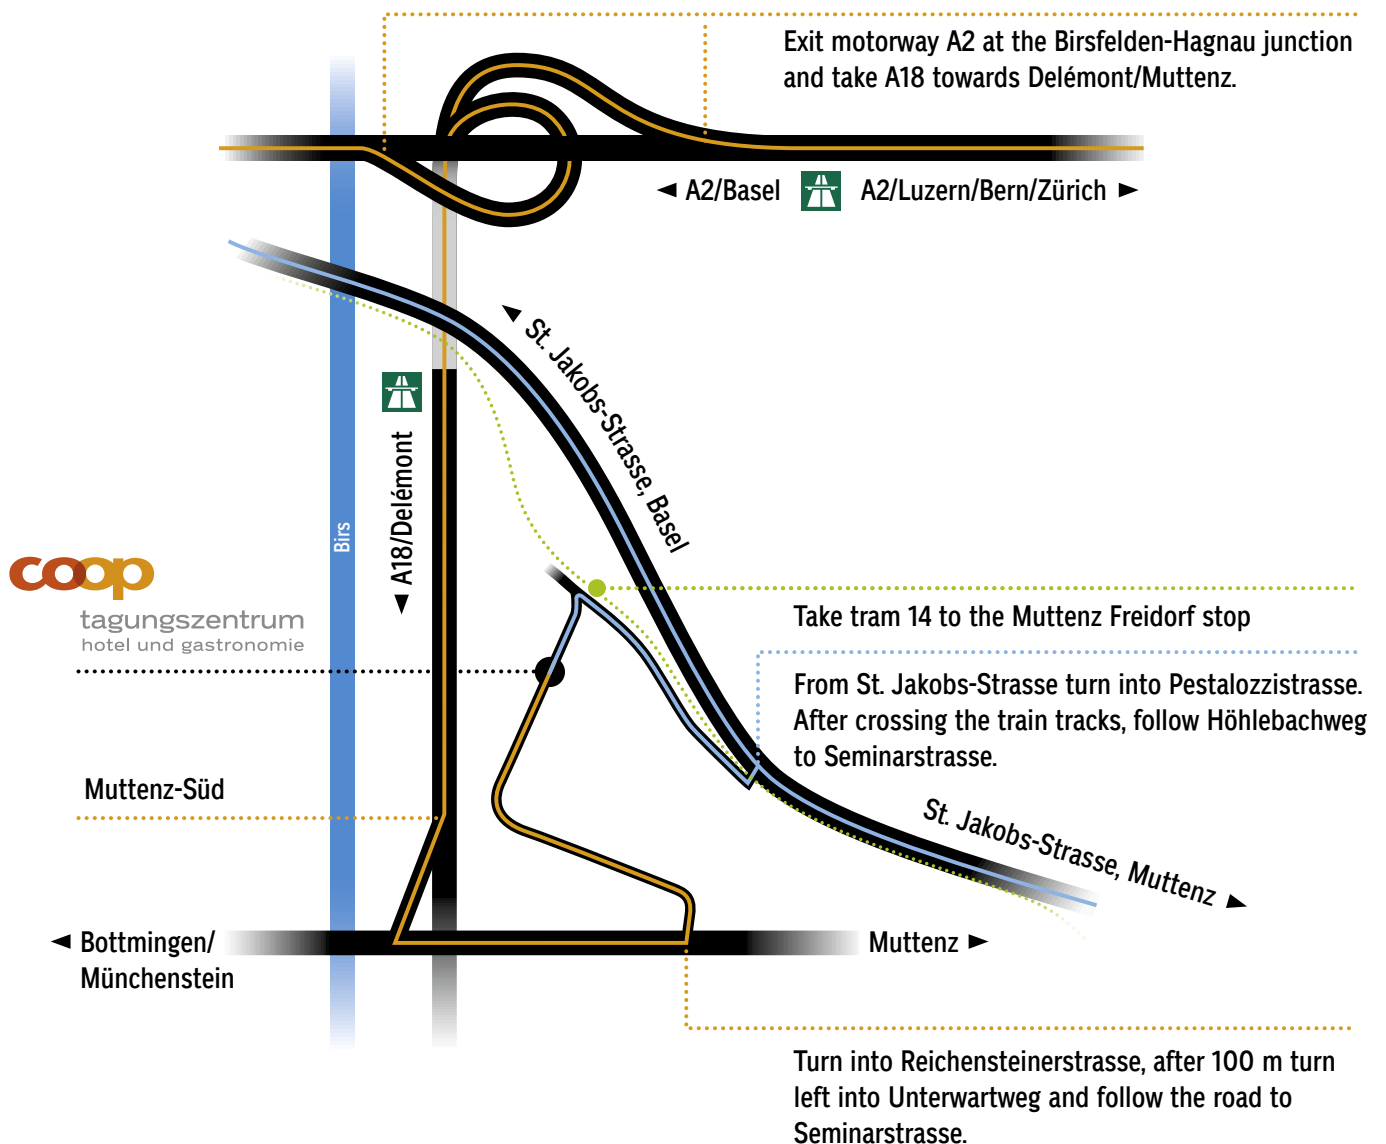 Exit motorway A2 at the Birsfelden-Hagnau junction
and take A18 towards Delémont/Muttenz.
A2/Basel
A2/Luzern/Bern/Zürich
St. Jakobs-Strasse, Basel
A18/Delémont
Birs
coop
tagungszentrum
hotel und gastronomie
Take tram 14 to the Muttenz Freidorf stop
From St. Jakobs-Strasse turn into Pestalozzistrasse.
After crossing the train tracks, follow Höhlebachweg
to Seminarstrasse.
Muttenz-Süd
St. Jakobs-Strasse, Muttenz
Bottmingen/
Münchenstein
Muttenz
Turn into Reichensteinerstrasse, after 100 m turn
left into Unterwartweg and follow the road to
Seminarstrasse.